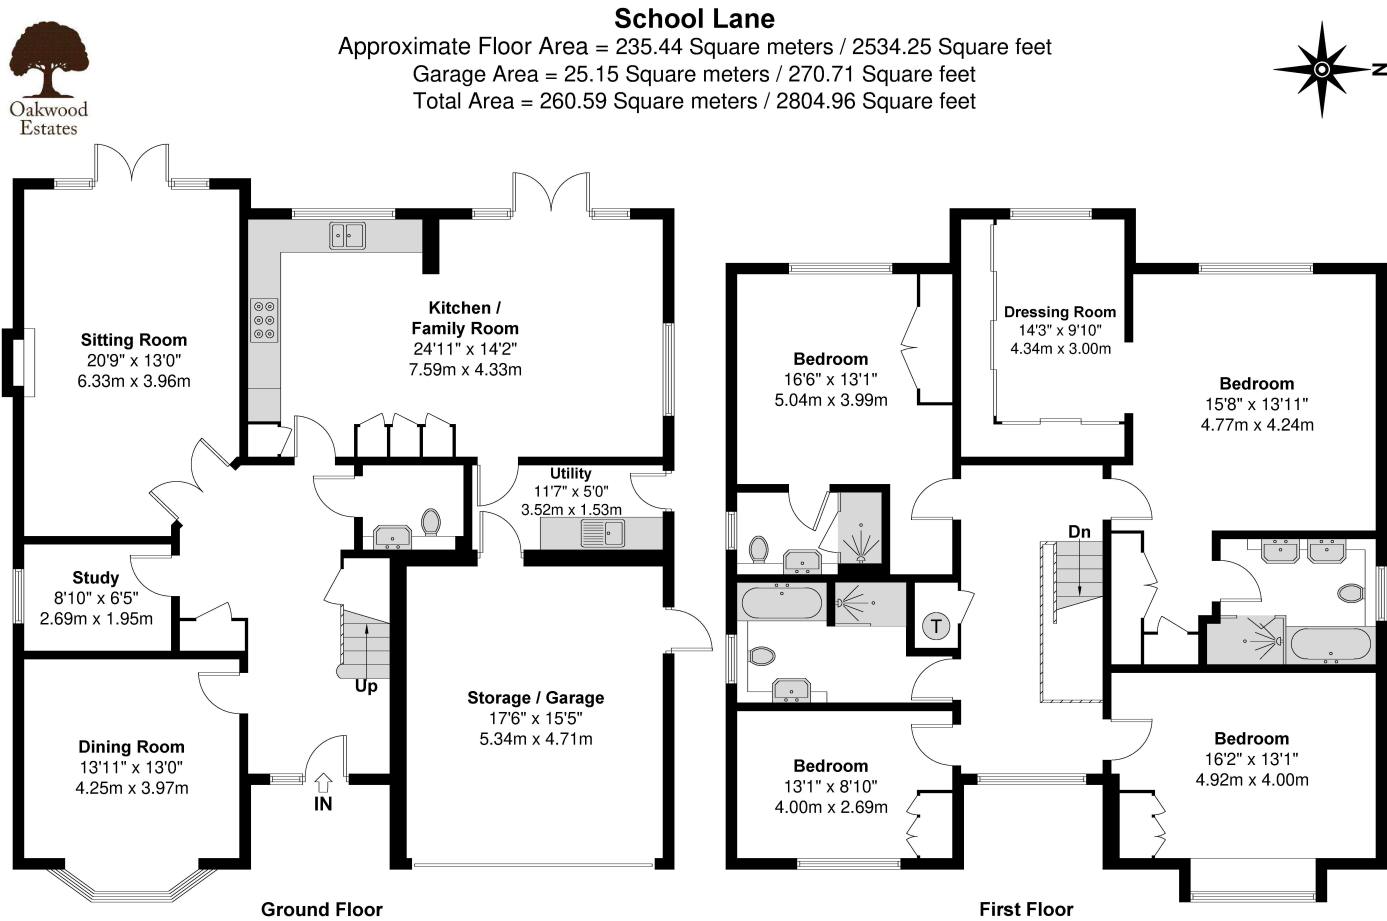 School Lane
Approximate Floor Area = 235.44 Square meters / 2534.25 Square feet
Garage Area = 25.15 Square meters / 270.71 Square feet
Total Area = 260.59 Square meters / 2804.96 Square feet
Oakwood
Estates
N
Sitting Room
20'9" x 13'0"
6.33m x 3.96m
Kitchen /
Family Room
24'11" x 14'2"
7.59m x 4.33m
Utility
11'7" x 5'0"
3.52m x 1.53m
Study
8'10" x 6'5"
2.69m x 1.95m
Up
Storage / Garage
17'6" x 15'5"
5.34m x 4.71m
Dining Room
13'11" x 13'0"
4.25m x 3.97m
IN
Ground Floor
Dressing Room
14'3" x 9'10"
4.34m x 3.00m
Bedroom
16'6" x 13'1"
5.04m x 3.99m
Bedroom
15'8" x 13'11"
4.77m x 4.24m
Dn
T
Bedroom
13'1" x 8'10"
4.00m x 2.69m
Bedroom
16'2" x 13'1"
4.92m x 4.00m
First Floor